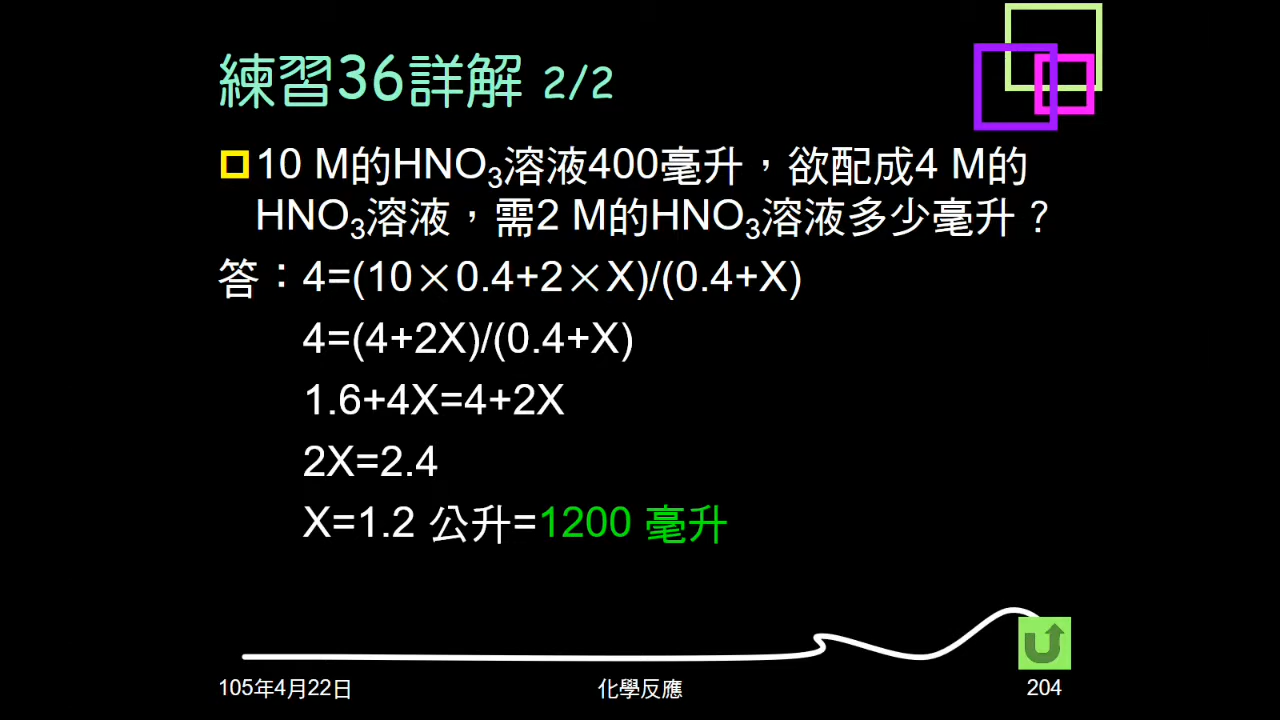 練習36詳解 2/2
10 M的HNO₃溶液400毫升，欲配成4 M的
HNO₃溶液，需2 M的HNO₃溶液多少毫升？
答：4=(10×0.4+2×X)/(0.4+X)
4=(4+2X)/(0.4+X)
1.6+4X=4+2X
2X=2.4
X=1.2 公升=1200 毫升
105年4月22日
化學反應
204